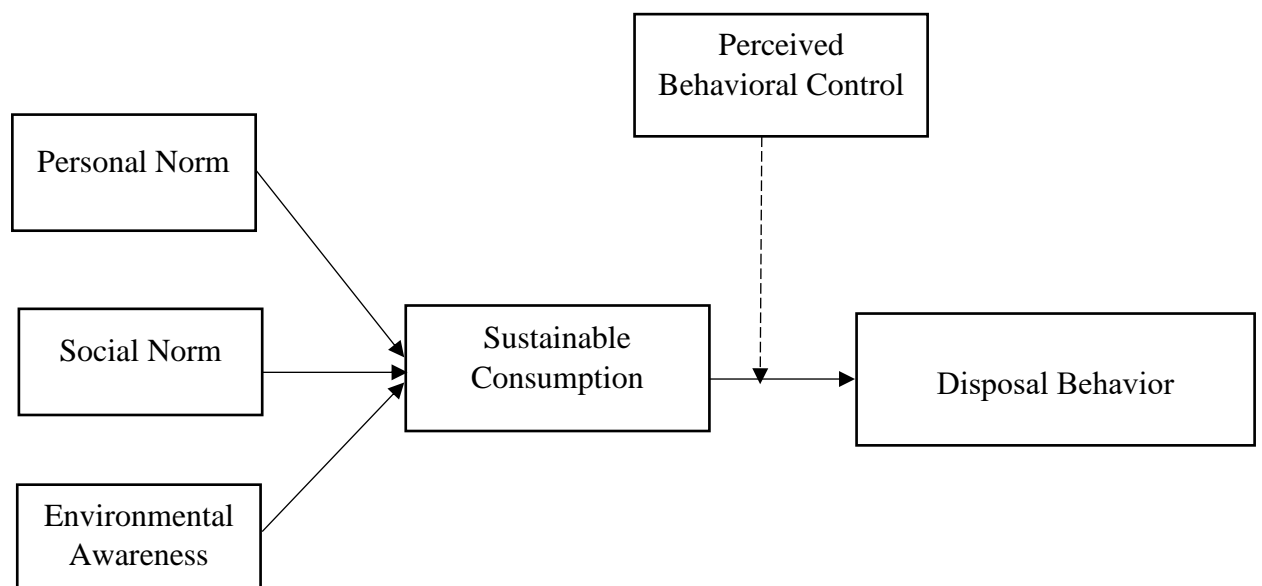 Perceived
Behavioral Control
Personal Norm
Social Norm
Sustainable
Consumption
Disposal Behavior
Environmental
Awareness